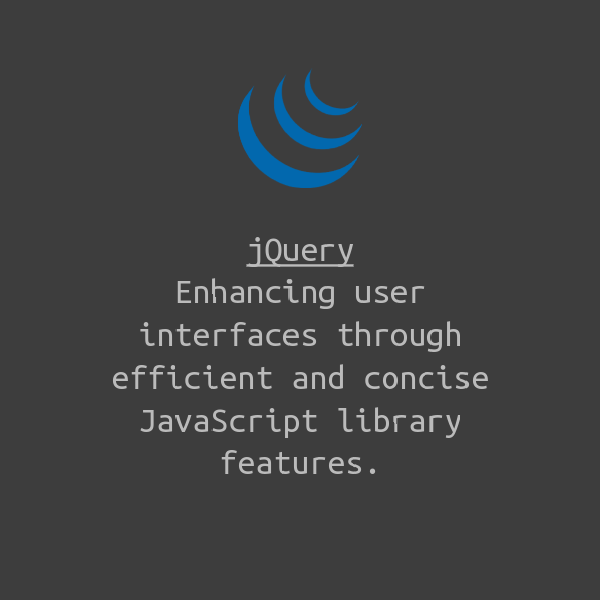 jQuery
Enhancing user
interfaces through
efficient and concise
JavaScript library
features.